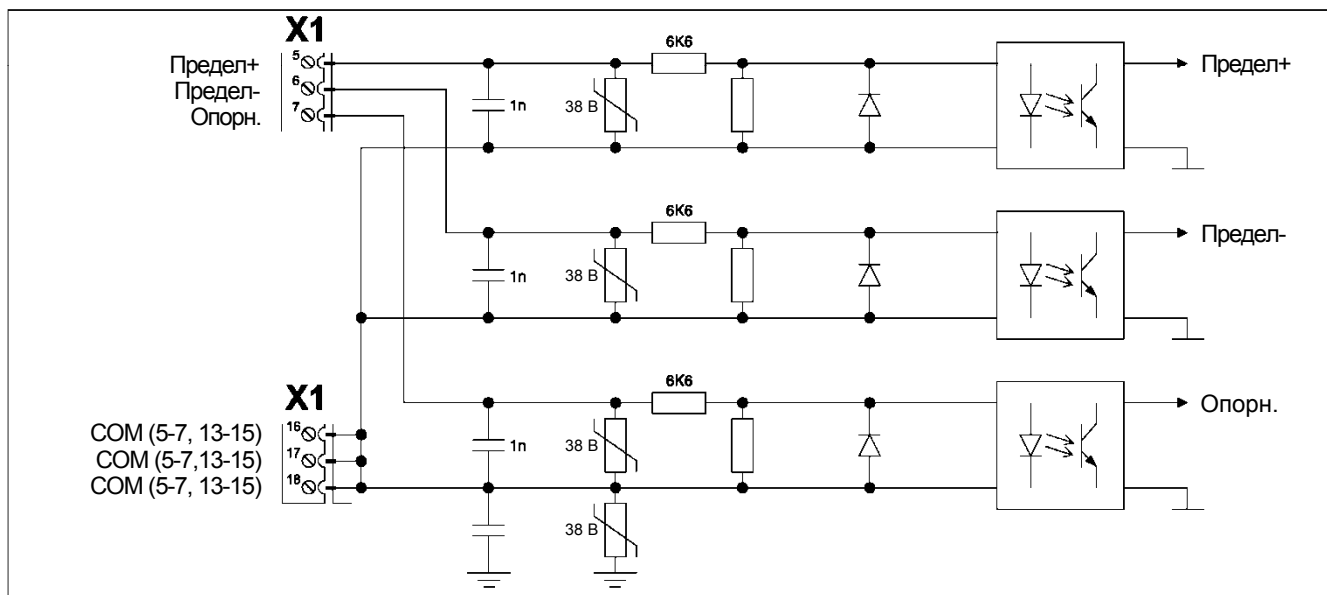 X1
5
6
7
Предел+
Предел-
Опорн.
1n
38 В
6K6
Предел+
1n
38 В
6K6
Предел-
X1
16
17
18
COM (5-7, 13-15)
COM (5-7,13-15)
COM (5-7, 13-15)
1n
38 В
6K6
Опорн.
38 В